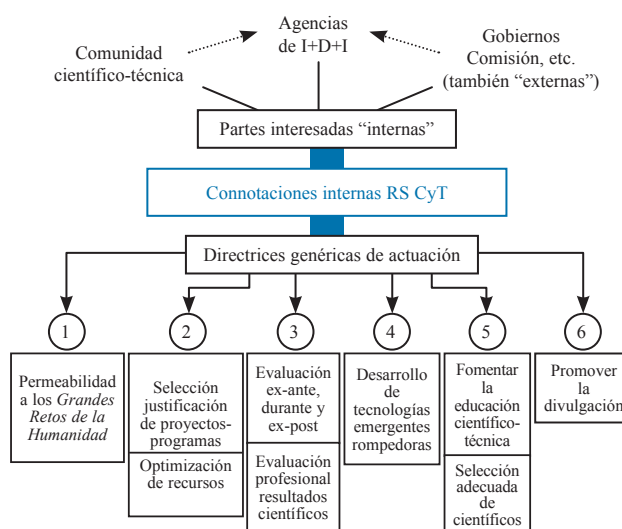 Agencias
de I+D+I
Comunidad
científico-técnica
Gobiernos
Comisión, etc.
(también “externas”)
Partes interesadas “internas”
Connotaciones internas RS CyT
Directrices genéricas de actuación
1
2
3
4
5
6
Permeabilidad
a los Grandes
Retos de la
Humanidad
Selección
justificación
de proyectos-
programas
Optimización
de recursos
Evaluación
ex-ante,
durante y
ex-post
Evaluación
profesional
resultados
científicos
Desarrollo
de
tecnologías
emergentes
rompedoras
Fomentar
la
educación
científico-
técnica
Selección
adecuada
de
científicos
Promover
la
divulgación